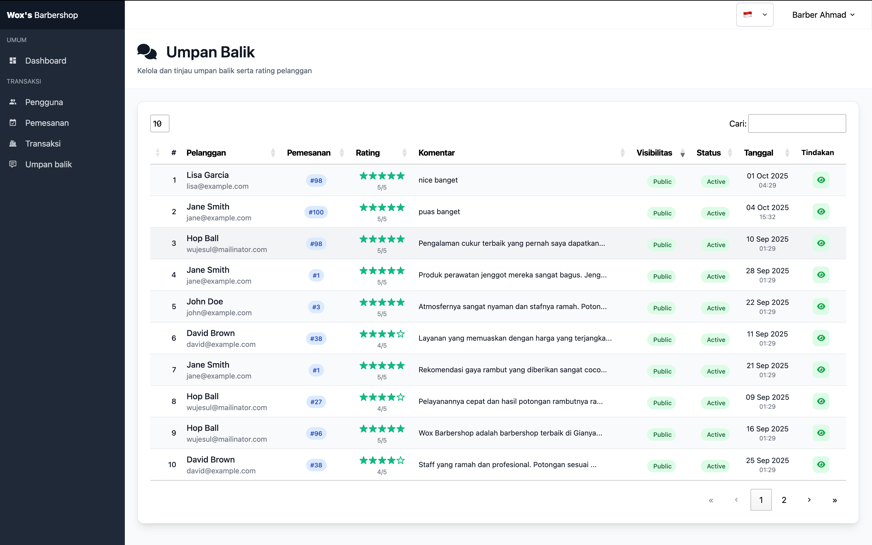 Wox's Barbershop
Barber Ahmad
UMUM
Dashboard
TRANSAKSI
Pengguna
Pemesanan
Transaksi
Umpan balik
Umpan Balik
Kelola dan tinjau umpan balik serta rating pelanggan
10
Cari:
# Pelanggan Pemesanan Rating Komentar Visibilitas Status Tanggal Tindakan
1 Lisa Garcia #98 nice banget Public Active 01 Oct 2025
lisa@example.com 5/5 04:29
2 Jane Smith #100 puas banget Public Active 04 Oct 2025
jane@example.com 5/5 15:32
3 Hop Ball #98 Pengalaman cukur terbaik yang pernah saya dapatkan... Public Active 10 Sep 2025
wujesul@mailinator.com 5/5 01:29
4 Jane Smith #1 Produk perawatan jenggot mereka sangat bagus. Jeng... Public Active 28 Sep 2025
jane@example.com 5/5 01:29
5 John Doe #3 Atmosfernya sangat nyaman dan stafnya ramah. Poton... Public Active 22 Sep 2025
john@example.com 5/5 01:29
6 David Brown #38 Layanan yang memuaskan dengan harga yang terjangka... Public Active 11 Sep 2025
david@example.com 4/5 01:29
7 Jane Smith #1 Rekomendasi gaya rambut yang diberikan sangat coco... Public Active 21 Sep 2025
jane@example.com 5/5 01:29
8 Hop Ball #27 Pelayanannya cepat dan hasil potongan rambutnya ra... Public Active 09 Sep 2025
wujesul@mailinator.com 4/5 01:29
9 Hop Ball #96 Wox Barbershop adalah barbershop terbaik di Gianya... Public Active 16 Sep 2025
wujesul@mailinator.com 5/5 01:29
10 David Brown #38 Staff yang ramah dan profesional. Potongan sesuai ... Public Active 25 Sep 2025
david@example.com 4/5 01:29
« ‹ 1 2 › »